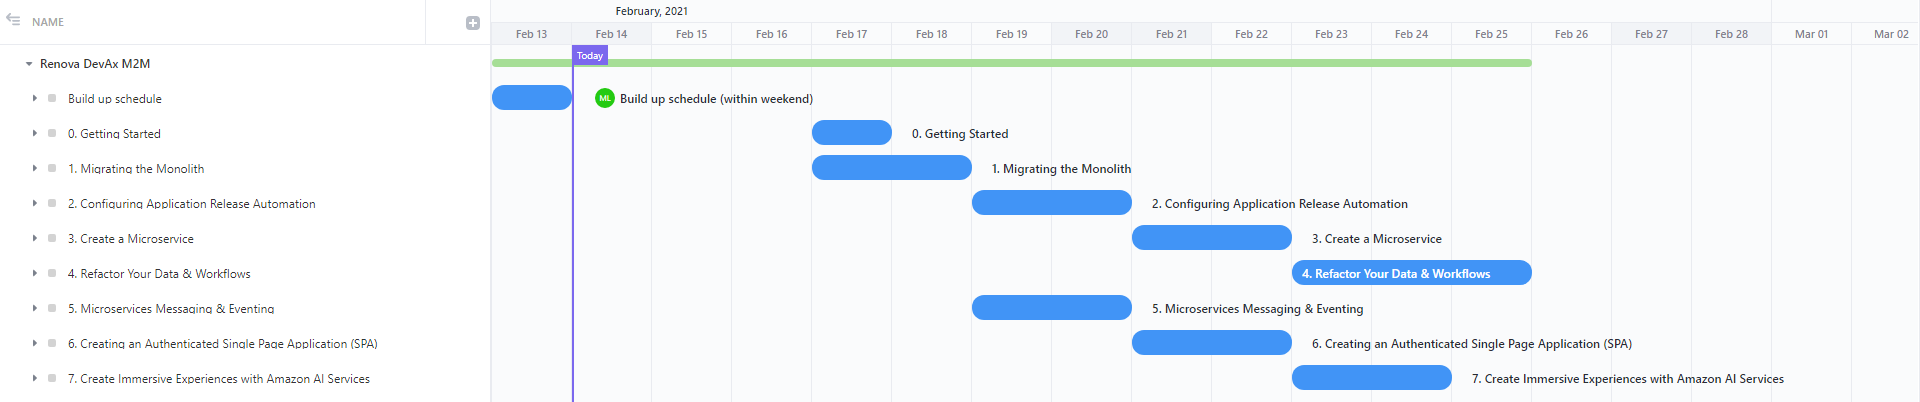 February, 2021
NAME
Feb 13 Feb 14 Feb 15 Feb 16 Feb 17 Feb 18 Feb 19 Feb 20 Feb 21 Feb 22 Feb 23 Feb 24 Feb 25 Feb 26 Feb 27 Feb 28 Mar 01 Mar 02
Today
Renova DevAx M2M
Build up schedule ML Build up schedule (within weekend)
0. Getting Started 0. Getting Started
1. Migrating the Monolith 1. Migrating the Monolith
2. Configuring Application Release Automation 2. Configuring Application Release Automation
3. Create a Microservice 3. Create a Microservice
4. Refactor Your Data & Workflows 4. Refactor Your Data & Workflows
5. Microservices Messaging & Eventing 5. Microservices Messaging & Eventing
6. Creating an Authenticated Single Page Application (SPA) 6. Creating an Authenticated Single Page Application (SPA)
7. Create Immersive Experiences with Amazon AI Services 7. Create Immersive Experiences with Amazon AI Services